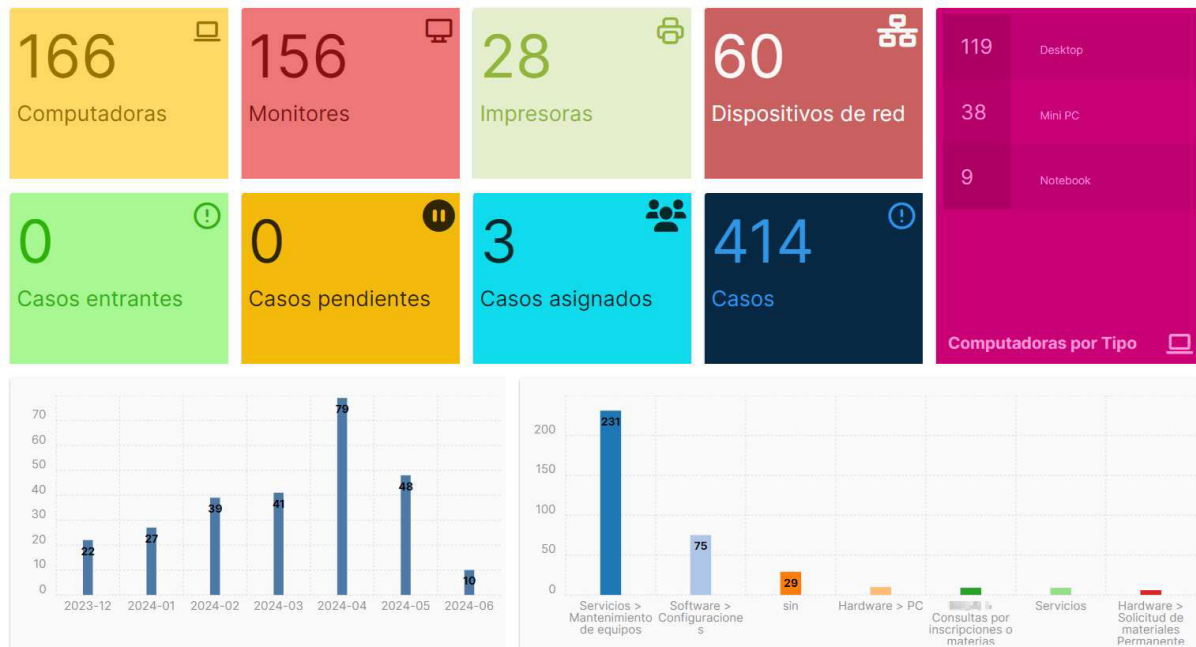 166
Computadoras
156
Monitores
28
Impresoras
60
Dispositivos de red
119 Desktop
38 Mini PC
9 Notebook
Computadoras por Tipo
0
Casos entrantes
0
Casos pendientes
3
Casos asignados
414
Casos
70
60
50
40
30
20
10
0
22
27
39
41
79
48
10
2023-12 2024-01 2024-02 2024-03 2024-04 2024-05 2024-06
200
150
100
50
0
231
75
29
Servicios >
Mantenimiento
de equipos
Software >
Configuracione
s
sin
Hardware > PC
Consultas por
inscripciones o
materias
Servicios
Hardware >
Solicitud de
materiales
Permanente